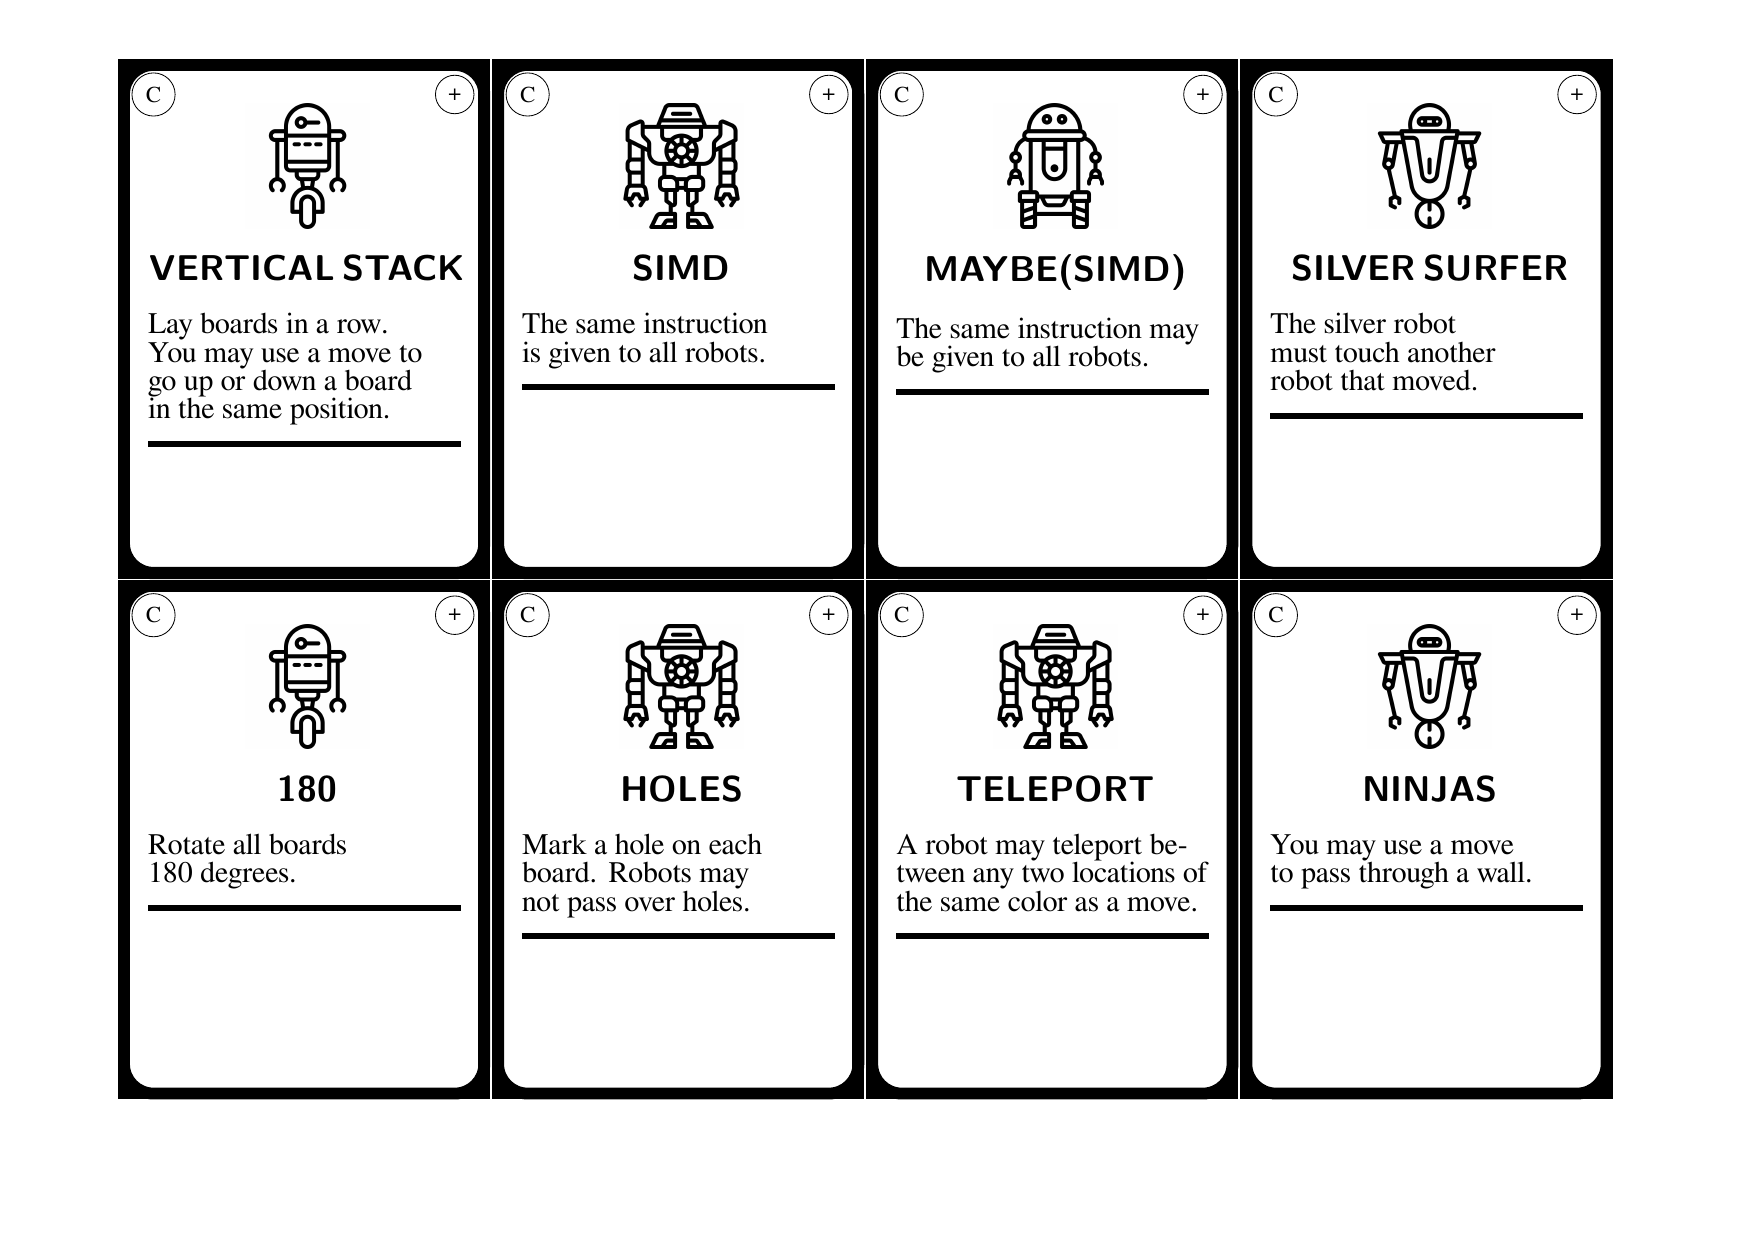 C +
VERTICAL STACK
Lay boards in a row.
You may use a move to
go up or down a board
in the same position.
C +
SIMD
The same instruction
is given to all robots.
C +
MAYBE(SIMD)
The same instruction may
be given to all robots.
C +
SILVER SURFER
The silver robot
must touch another
robot that moved.
C +
180
Rotate all boards
180 degrees.
C +
HOLES
Mark a hole on each
board. Robots may
not pass over holes.
C +
TELEPORT
A robot may teleport be-
tween any two locations of
the same color as a move.
C +
NINJAS
You may use a move
to pass through a wall.